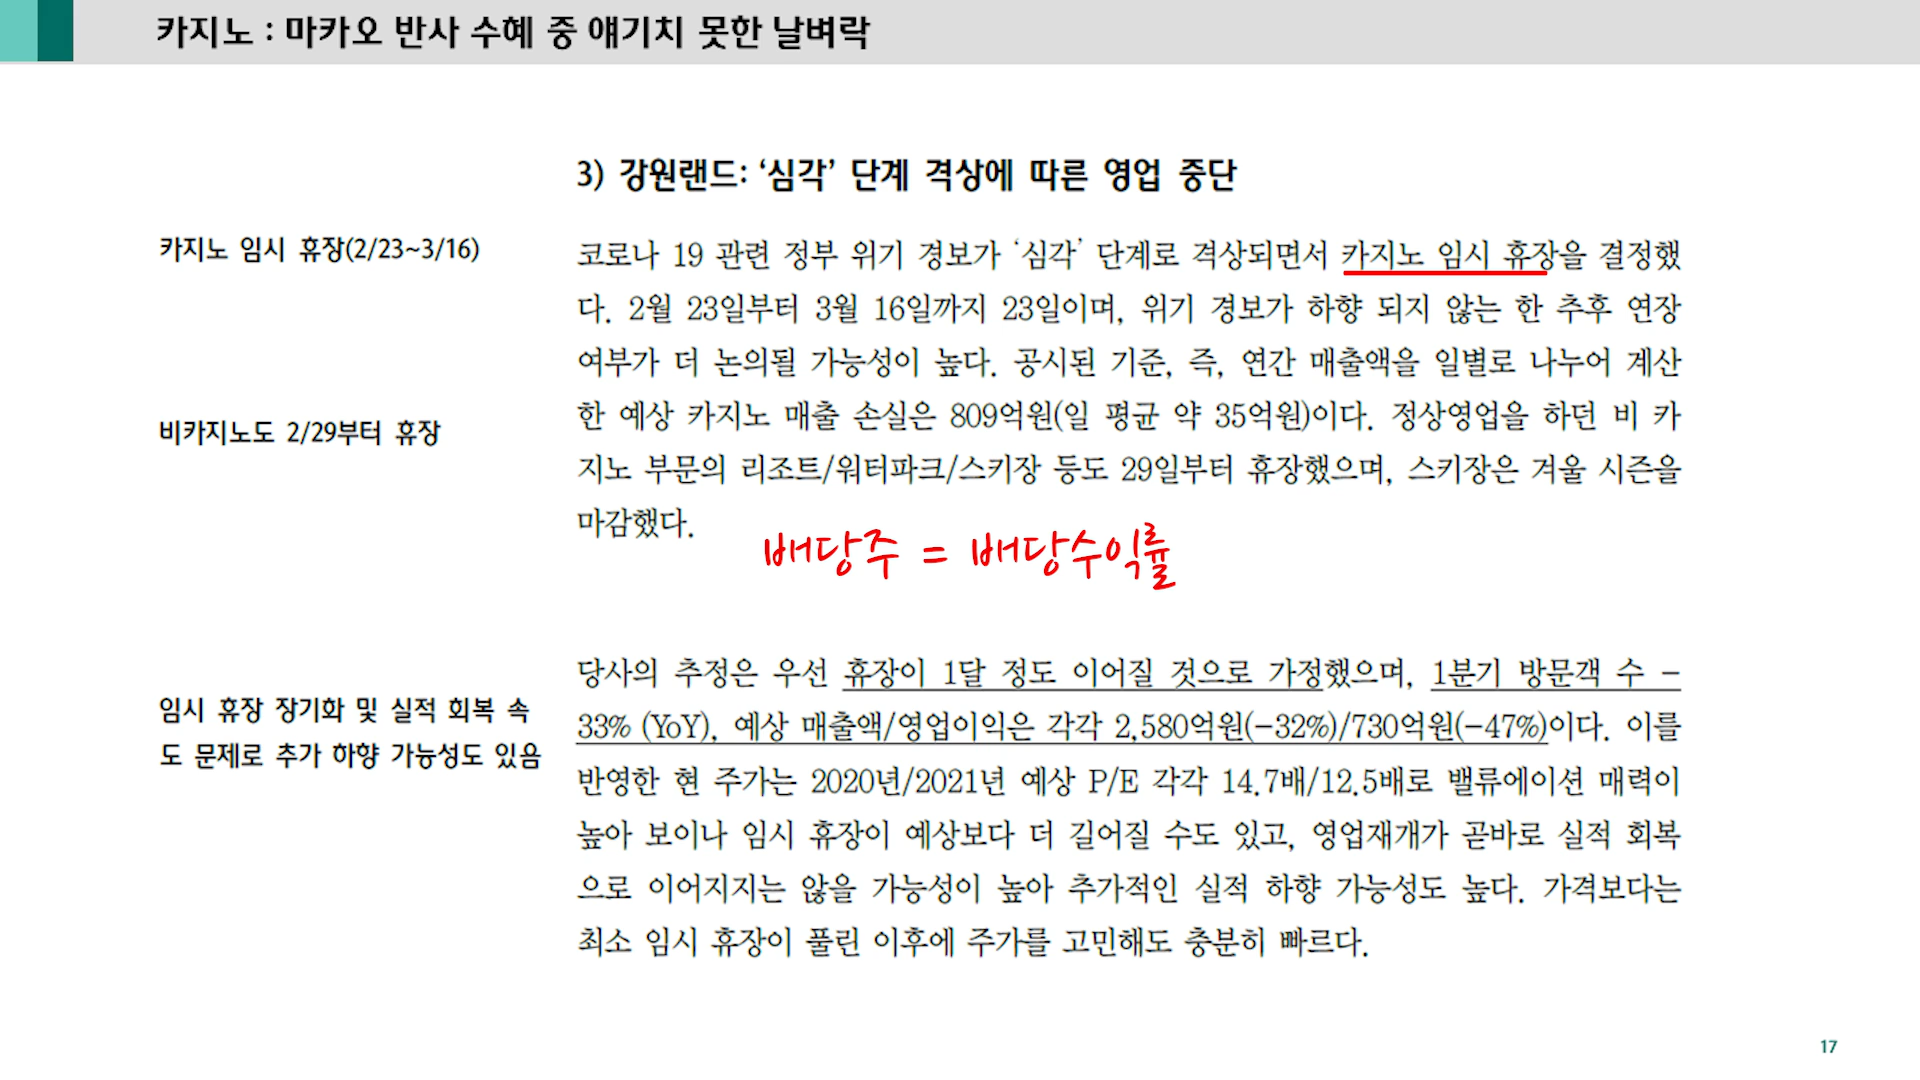 카지노 : 마카오 반사 수혜 중 얘기치 못한 날벼락
3) 강원랜드: ‘심각’ 단계 격상에 따른 영업 중단
카지노 임시 휴장(2/23~3/16)
코로나 19 관련 정부 위기 경보가 ‘심각’ 단계로 격상되면서 카지노 임시 휴장을 결정했
다. 2월 23일부터 3월 16일까지 23일이며, 위기 경보가 하향 되지 않는 한 추후 연장
여부가 더 논의될 가능성이 높다. 공시된 기준, 즉, 연간 매출액을 일별로 나누어 계산
한 예상 카지노 매출 손실은 809억원(일 평균 약 35억원)이다. 정상영업을 하던 비 카
비카지노도 2/29부터 휴장
지노 부문의 리조트/워터파크/스키장 등도 29일부터 휴장했으며, 스키장은 겨울 시즌을
마감했다.
배당주 = 배당수익률
당사의 추정은 우선 휴장이 1달 정도 이어질 것으로 가정했으며, 1분기 방문객 수 -
33% (YoY), 예상 매출액/영업이익은 각각 2,580억원(-32%)/730억원(-47%)이다. 이를
임시 휴장 장기화 및 실적 회복 속
도 문제로 추가 하향 가능성도 있음
반영한 현 주가는 2020년/2021년 예상 P/E 각각 14.7배/12.5배로 밸류에이션 매력이
높아 보이나 임시 휴장이 예상보다 더 길어질 수도 있고, 영업재개가 곧바로 실적 회복
으로 이어지지는 않을 가능성이 높아 추가적인 실적 하향 가능성도 높다. 가격보다는
최소 임시 휴장이 풀린 이후에 주가를 고민해도 충분히 빠르다.
17